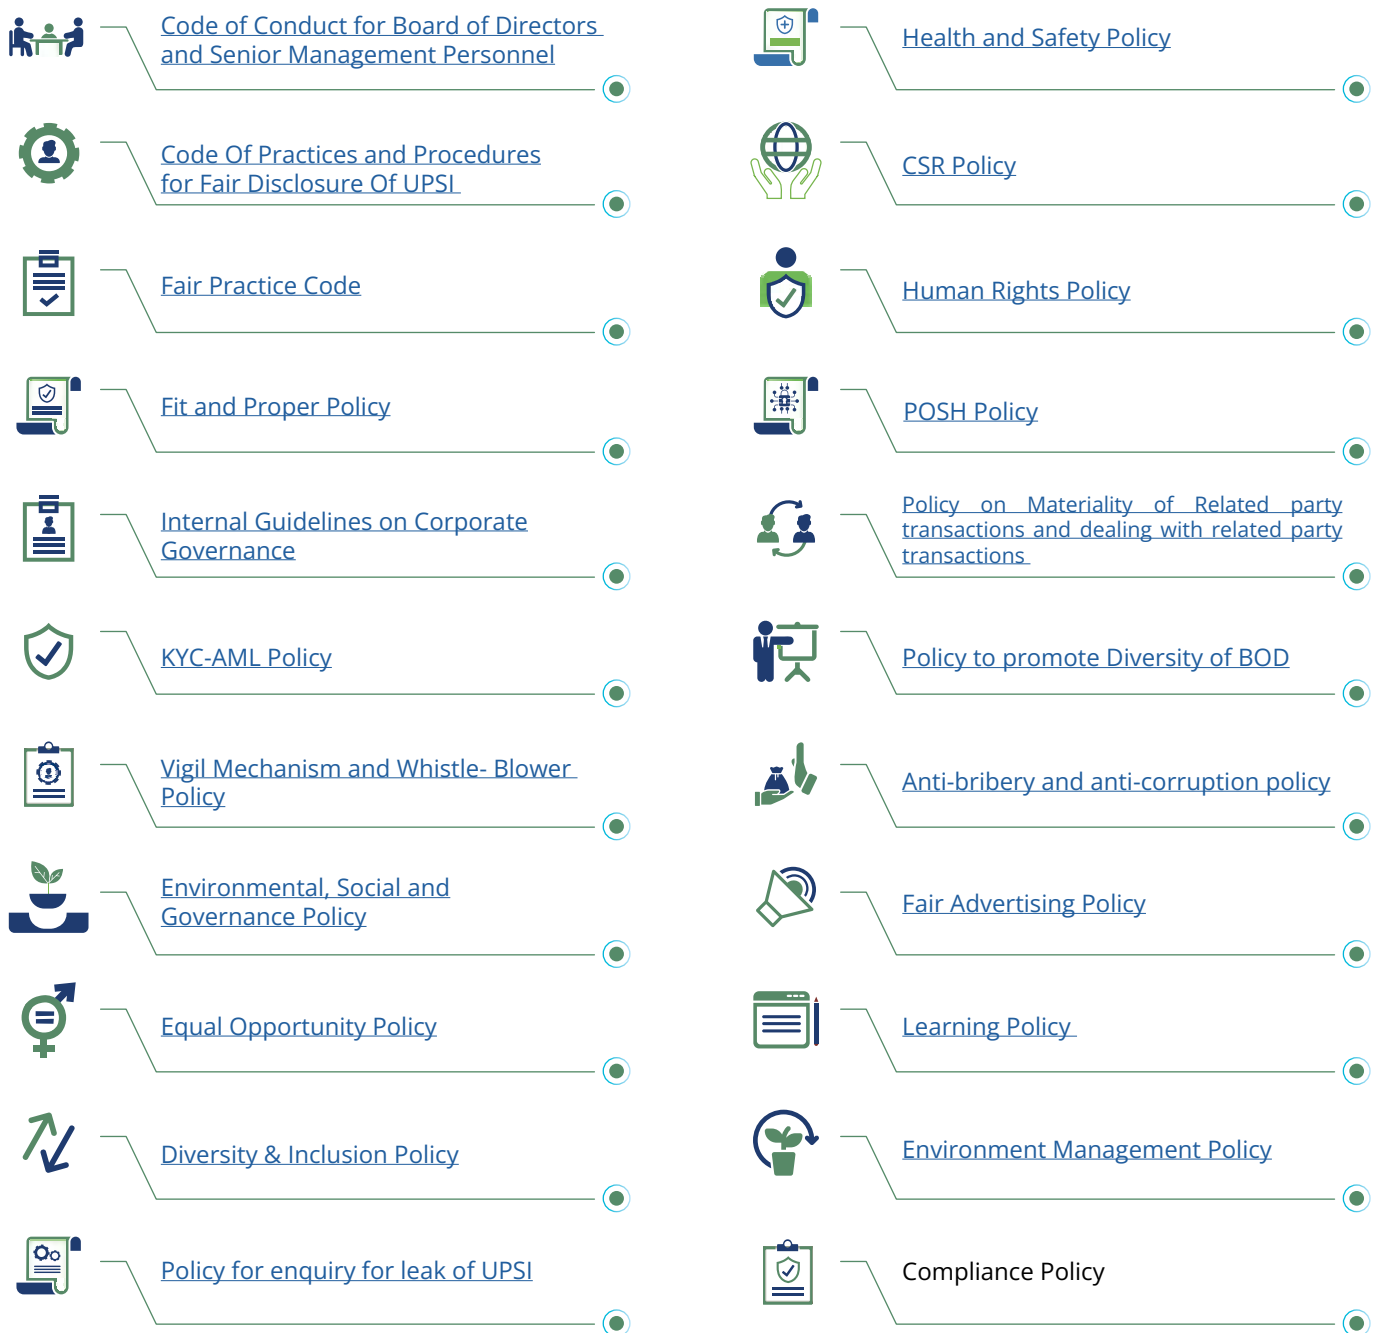 Code of Conduct for Board of Directors
and Senior Management Personnel
Code Of Practices and Procedures
for Fair Disclosure Of UPSI
Fair Practice Code
Fit and Proper Policy
Internal Guidelines on Corporate
Governance
KYC-AML Policy
Vigil Mechanism and Whistle- Blower
Policy
Environmental, Social and
Governance Policy
Equal Opportunity Policy
Diversity & Inclusion Policy
Policy for enquiry for leak of UPSI
Health and Safety Policy
CSR Policy
Human Rights Policy
POSH Policy
Policy on Materiality of Related party
transactions and dealing with related party
transactions
Policy to promote Diversity of BOD
Anti-bribery and anti-corruption policy
Fair Advertising Policy
Learning Policy
Environment Management Policy
Compliance Policy